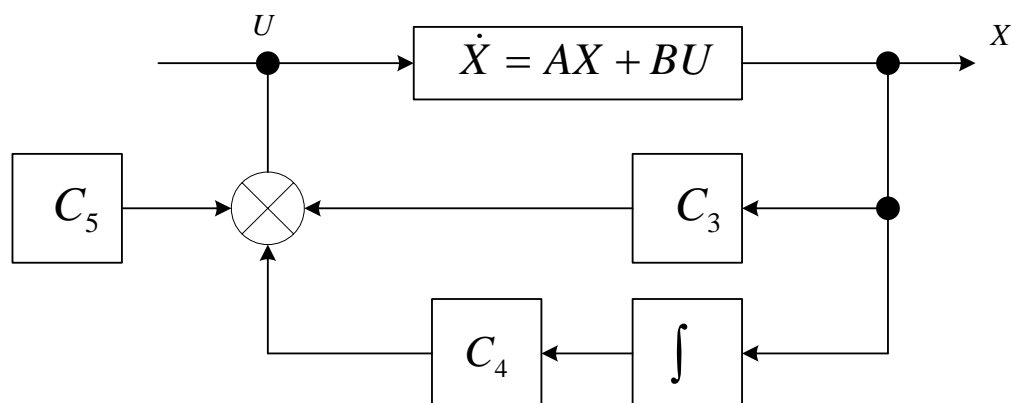 U
X
Ẋ = AX + BU
C₅
C₃
C₄
∫